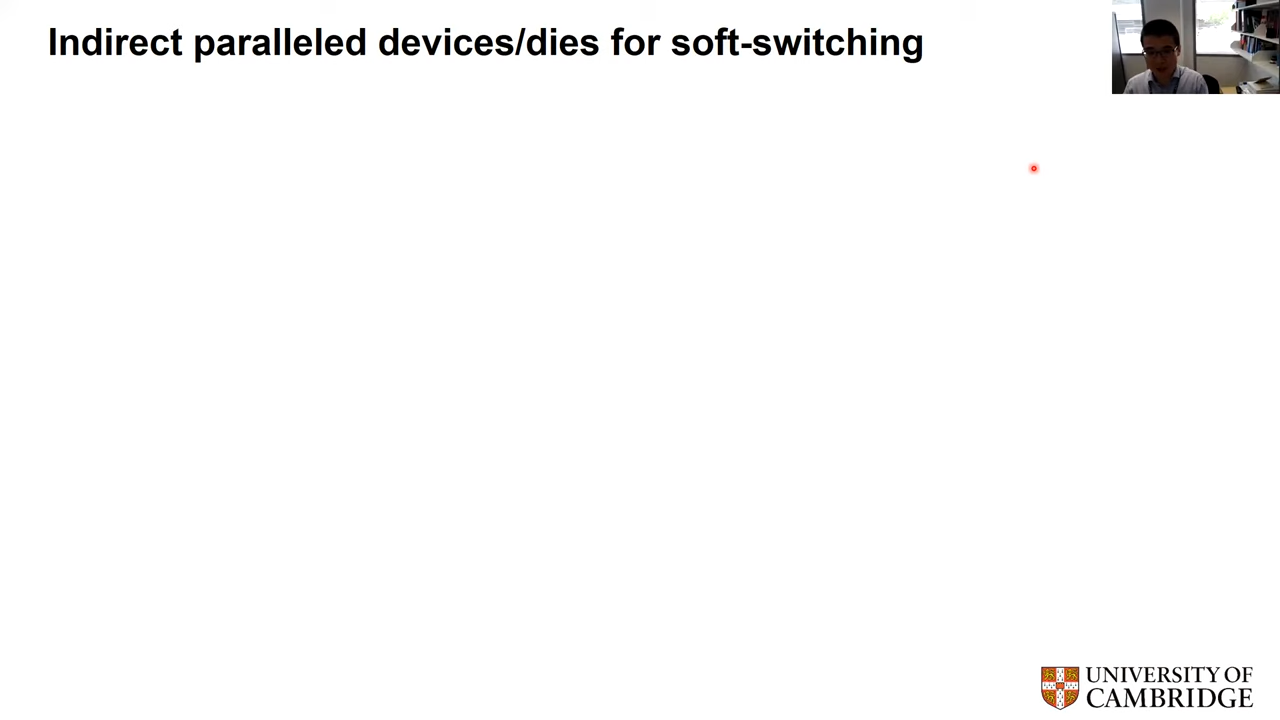 Indirect paralleled devices/dies for soft-switching
UNIVERSITY OF
CAMBRIDGE